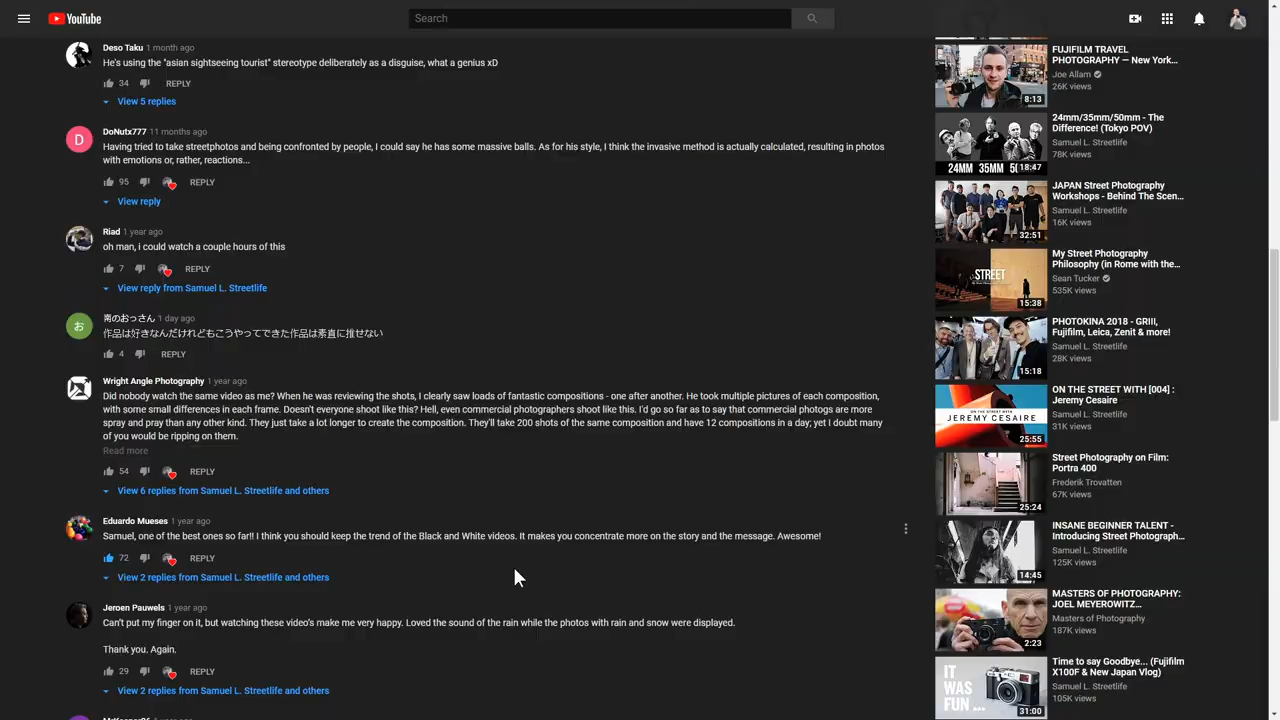 YouTube
Search
Deso Taku 1 month ago
He's using the "asian sightseeing tourist" stereotype deliberately as a disguise, what a genius xD
34 REPLY
View 5 replies
D
DoNutx777 11 months ago
Having tried to take streetphotos and being confronted by people, I could say he has some massive balls. As for his style, I think the invasive method is actually calculated, resulting in photos
with emotions or, rather, reactions...
95 REPLY
View reply
Riad 1 year ago
oh man, i could watch a couple hours of this
7 REPLY
View reply from Samuel L. Streetlife
お
南のおっさん 1 day ago
作品は好きなんだけれどもこうやってできた作品は素直に推せない
4 REPLY
Wright Angle Photography 1 year ago
Did nobody watch the same video as me? When he was reviewing the shots, I clearly saw loads of fantastic compositions - one after another. He took multiple pictures of each composition,
with some small differences in each frame. Doesn't everyone shoot like this? Hell, even commercial photographers shoot like this. I'd go so far as to say that commercial photogs are more
spray and pray than any other kind. They just take a lot longer to create the composition. They'll take 200 shots of the same composition and have 12 compositions in a day; yet I doubt many
of you would be ripping on them.
Read more
54 REPLY
View 6 replies from Samuel L. Streetlife and others
Eduardo Mueses 1 year ago
Samuel, one of the best ones so far!! I think you should keep the trend of the Black and White videos. It makes you concentrate more on the story and the message. Awesome!
72 REPLY
View 2 replies from Samuel L. Streetlife and others
Jeroen Pauwels 1 year ago
Can't put my finger on it, but watching these video's make me very happy. Loved the sound of the rain while the photos with rain and snow were displayed.
Thank you. Again.
29 REPLY
View 2 replies from Samuel L. Streetlife and others
8:13
FUJIFILM TRAVEL
PHOTOGRAPHY — New York...
Joe Allam
26K views
24MM 35MM
18:47
24mm/35mm/50mm - The
Difference! (Tokyo POV)
Samuel L. Streetlife
78K views
32:51
JAPAN Street Photography
Workshops - Behind The Scen...
Samuel L. Streetlife
16K views
STREET
15:38
My Street Photography
Philosophy (in Rome with the...
Sean Tucker
535K views
15:18
PHOTOKINA 2018 - GRIII,
Fujifilm, Leica, Zenit & more!
Samuel L. Streetlife
28K views
ON THE STREET WITH
JEREMY CESAIRE
25:55
ON THE STREET WITH [004] :
Jeremy Cesaire
Samuel L. Streetlife
31K views
25:24
Street Photography on Film:
Portra 400
Frederik Trovatten
67K views
14:45
INSANE BEGINNER TALENT -
Introducing Street Photograph...
Samuel L. Streetlife
125K views
2:23
MASTERS OF PHOTOGRAPHY:
JOEL MEYEROWITZ...
Masters of Photography
187K views
IT
WAS
FUN ...
31:00
Time to say Goodbye... (Fujifilm
X100F & New Japan Vlog)
Samuel L. Streetlife
105K views